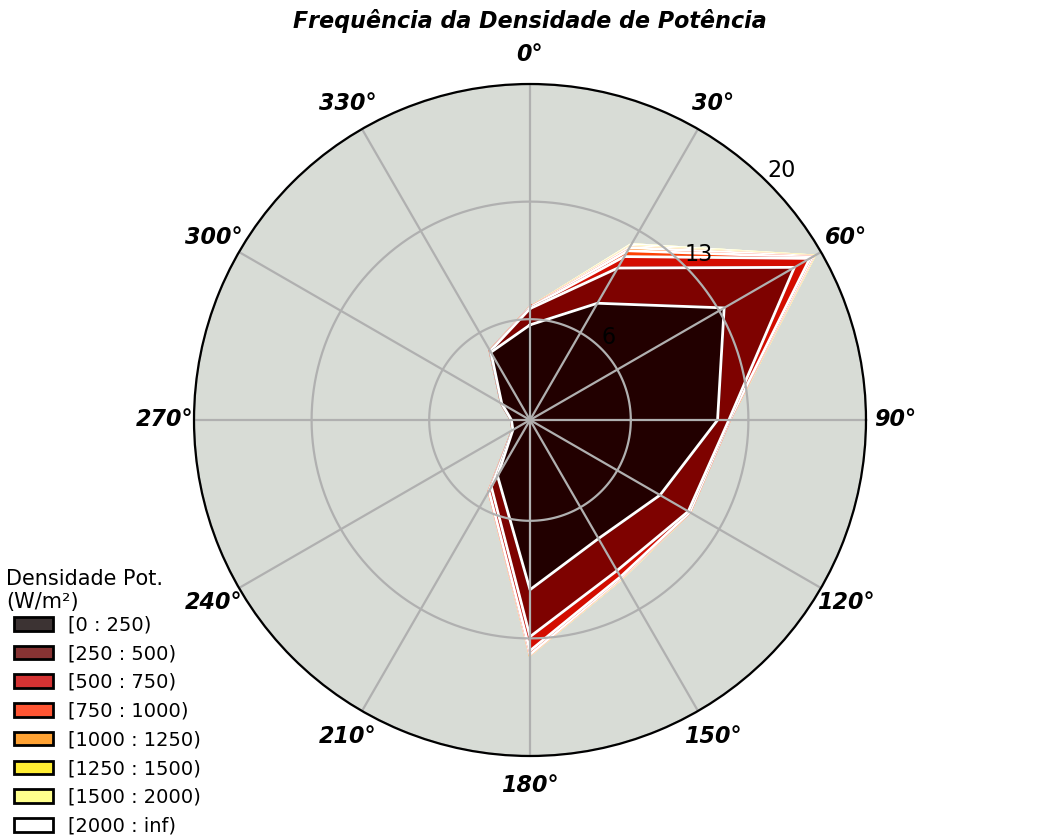 Frequência da Densidade de Potência
0°
330°
30°
20
300°
60°
13
6
270°
90°
Densidade Pot.
(W/m²)
240°
120°
[0 : 250)
[250 : 500)
[500 : 750)
[750 : 1000)
[1000 : 1250)
[1250 : 1500)
[1500 : 2000)
[2000 : inf)
210°
150°
180°